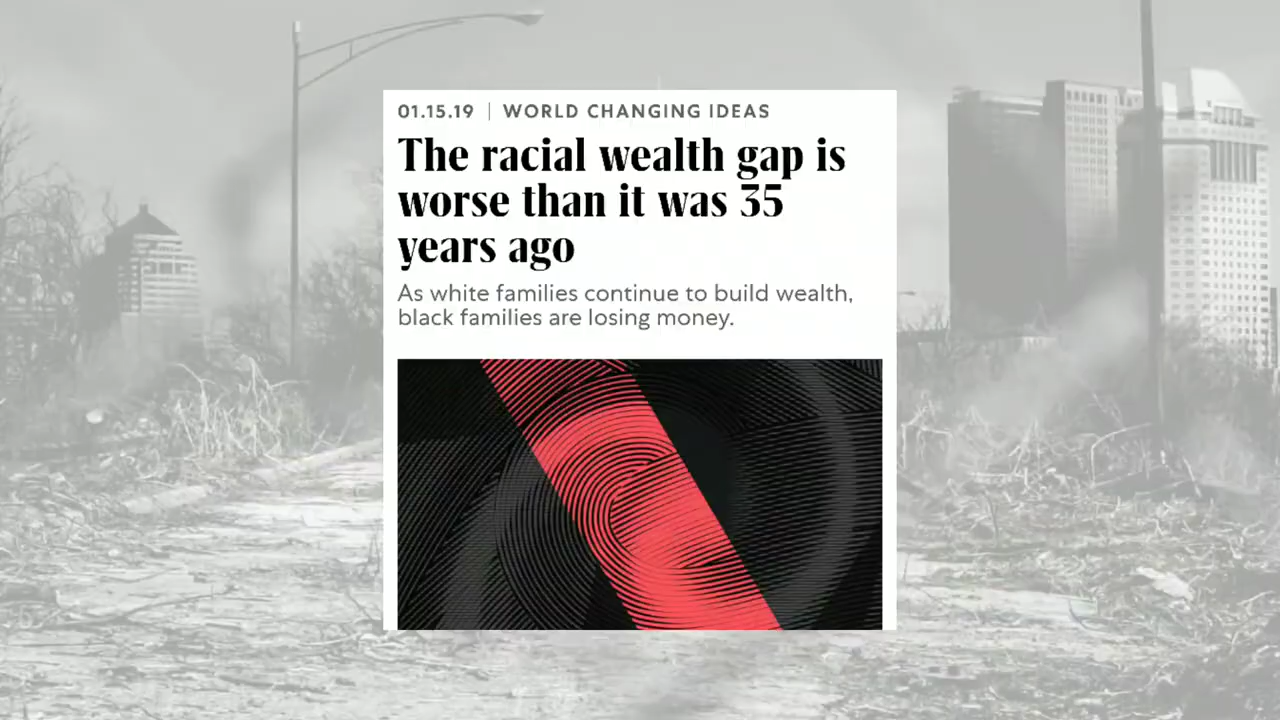 01.15.19 | WORLD CHANGING IDEAS
The racial wealth gap is
worse than it was 35
years ago
As white families continue to build wealth,
black families are losing money.